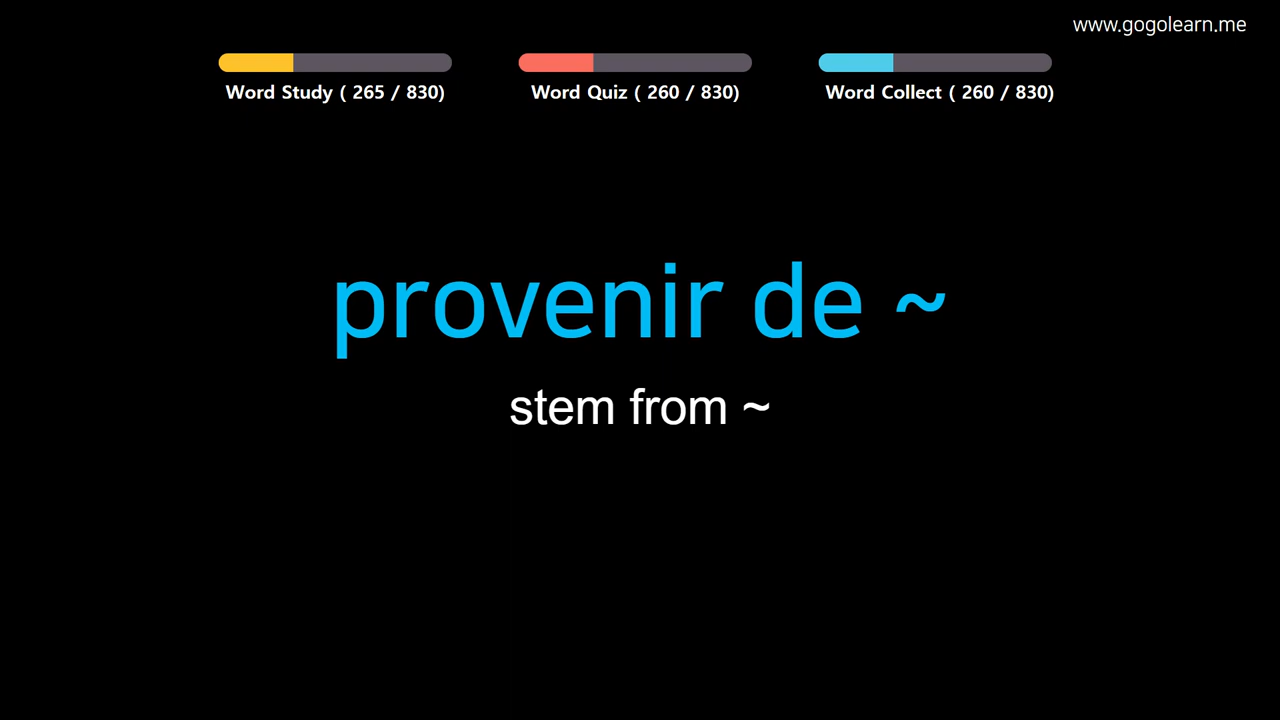 www.gogolearn.me
Word Study ( 265 / 830)
Word Quiz ( 260 / 830)
Word Collect ( 260 / 830)
provenir de ~
stem from ~